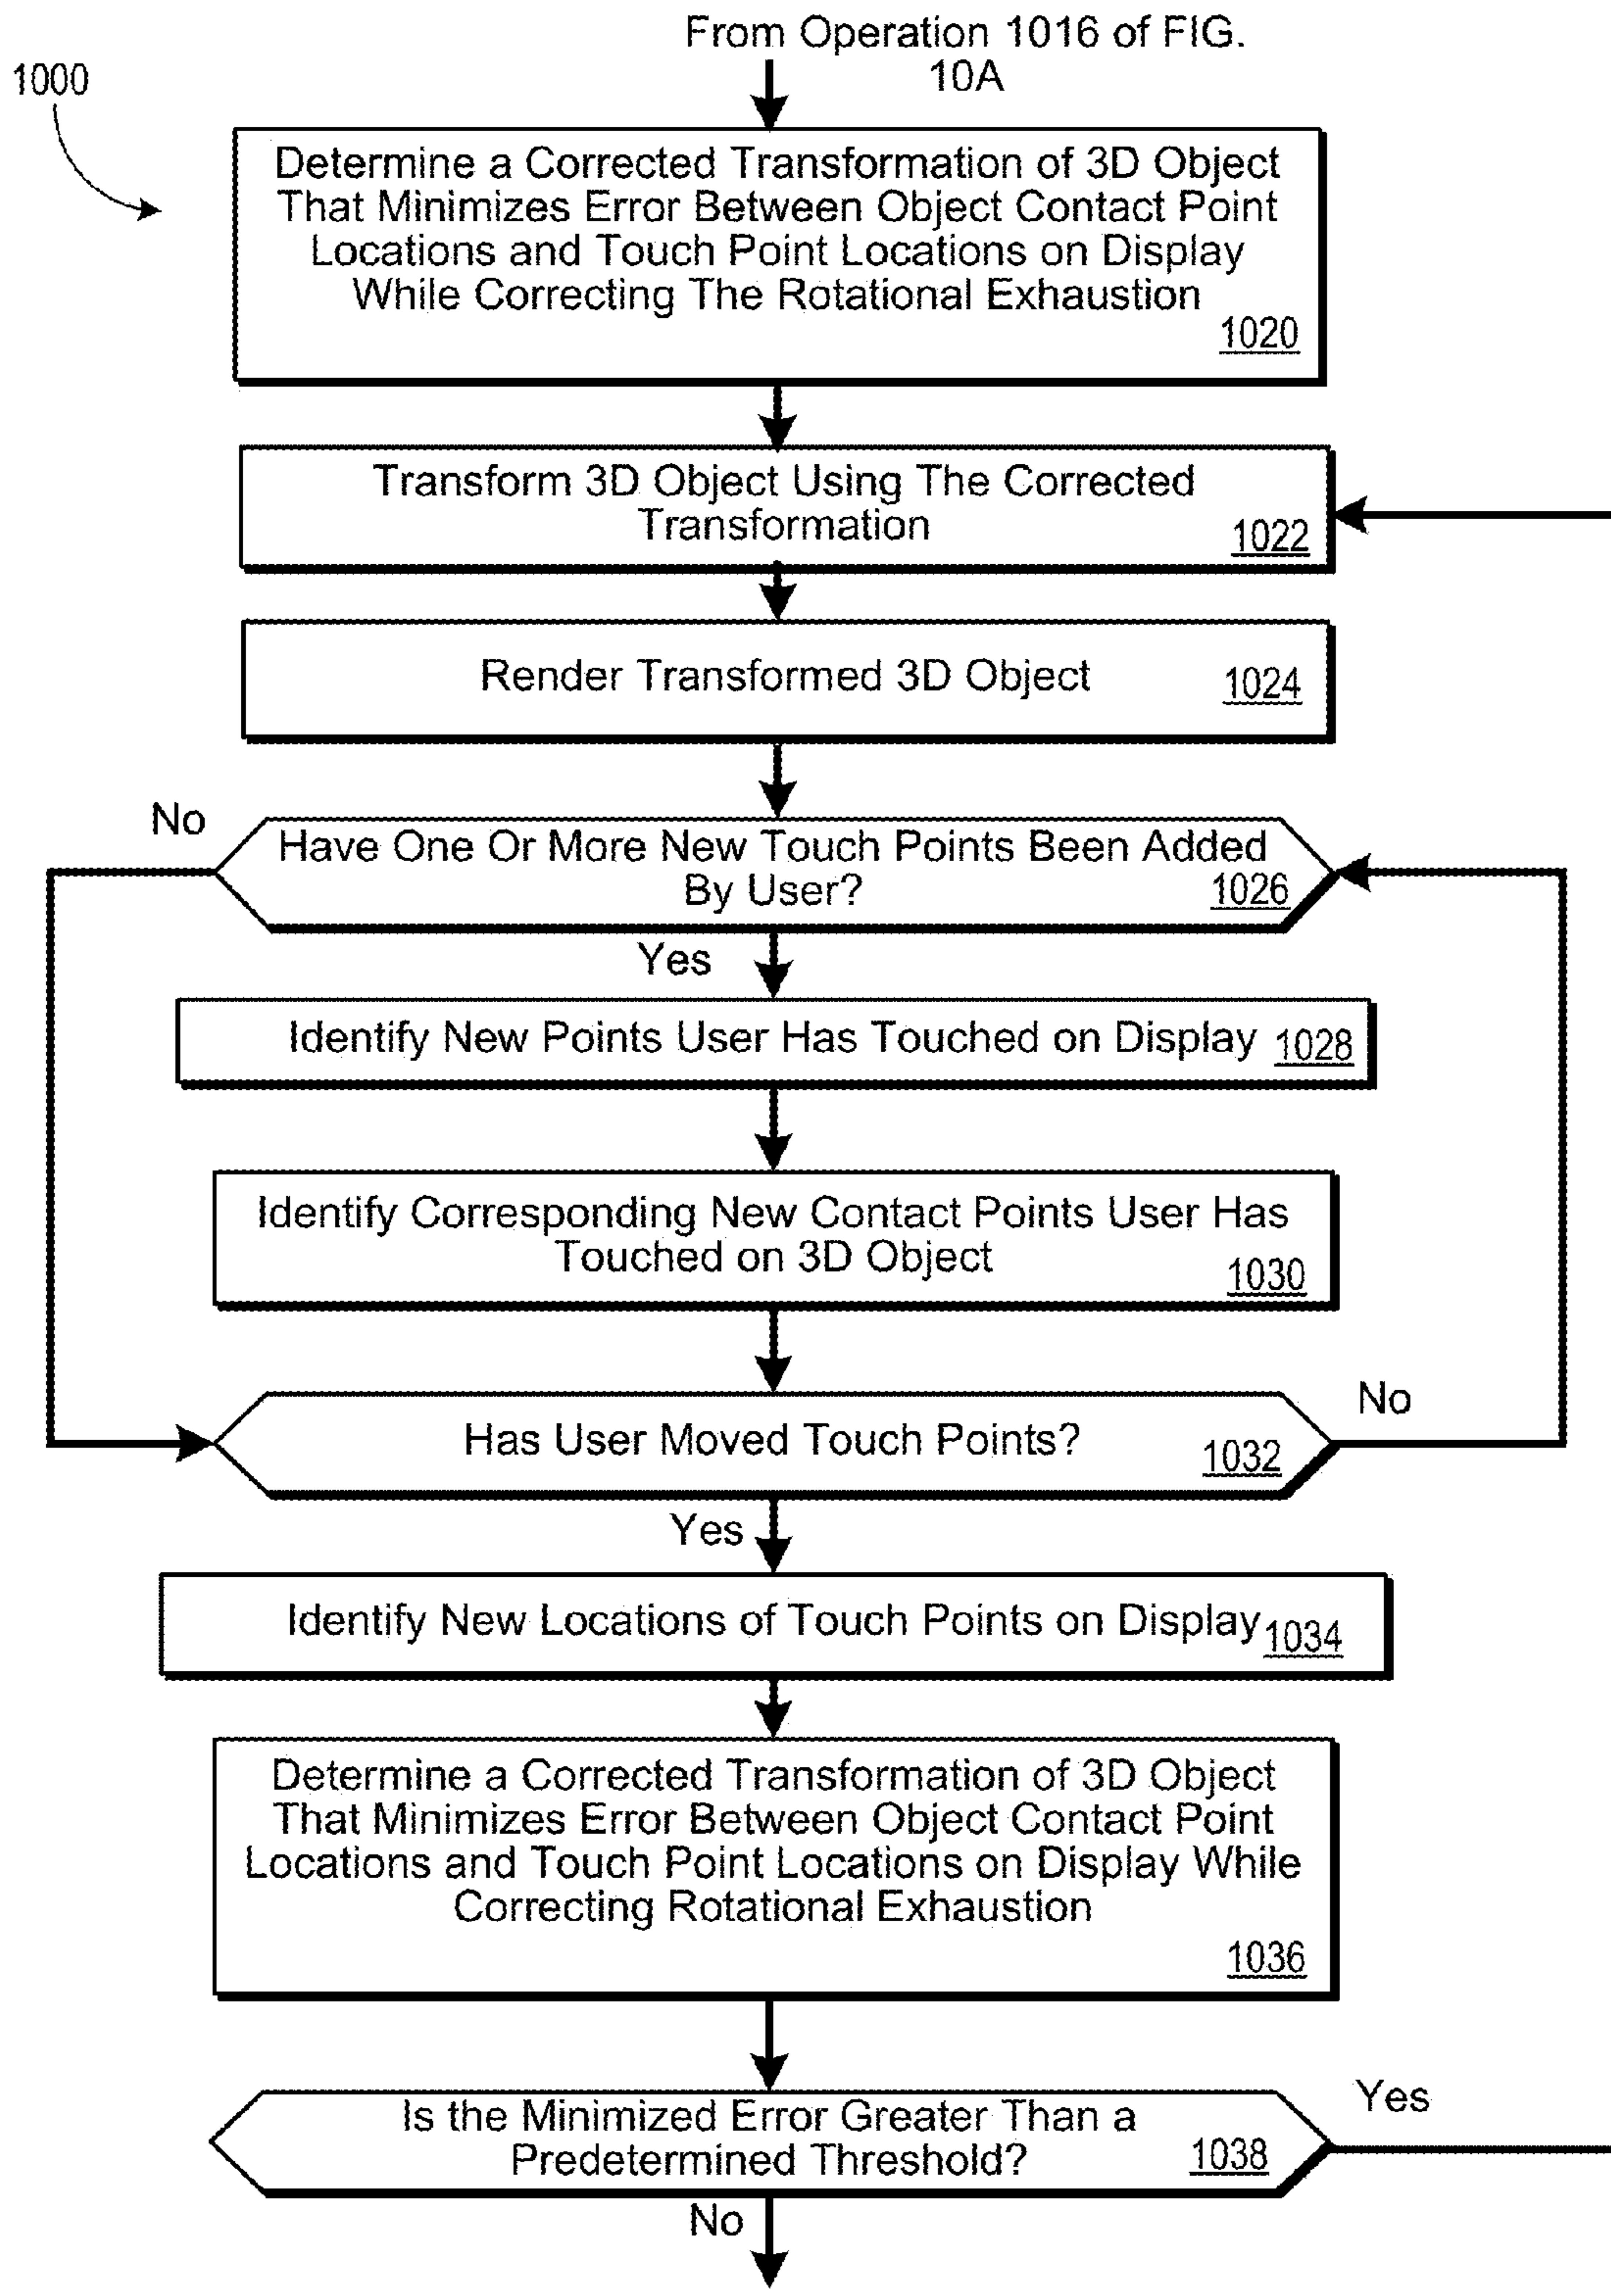 From Operation 1016 of FIG.
10A
1000
Determine a Corrected Transformation of 3D Object
That Minimizes Error Between Object Contact Point
Locations and Touch Point Locations on Display
While Correcting The Rotational Exhaustion
1020
Transform 3D Object Using The Corrected
Transformation
1022
Render Transformed 3D Object
1024
No
Have One Or More New Touch Points Been Added
By User?
1026
Yes
Identify New Points User Has Touched on Display
1028
Identify Corresponding New Contact Points User Has
Touched on 3D Object
1030
No
Has User Moved Touch Points?
1032
Yes
Identify New Locations of Touch Points on Display
1034
Determine a Corrected Transformation of 3D Object
That Minimizes Error Between Object Contact Point
Locations and Touch Point Locations on Display While
Correcting Rotational Exhaustion
1036
Yes
Is the Minimized Error Greater Than a
Predetermined Threshold?
1038
No